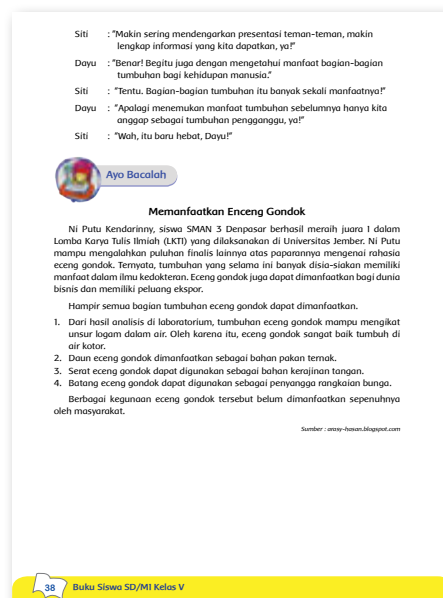 Siti : "Makin sering mendengarkan presentasi teman-teman, makin
lengkap informasi yang kita dapatkan, ya!"
Dayu : "Benar! Begitu juga dengan mengetahui manfaat bagian-bagian
tumbuhan bagi kehidupan manusia."
Siti : "Tentu. Bagian-bagian tumbuhan itu banyak sekali manfaatnya!"
Dayu : "Apalagi menemukan manfaat tumbuhan sebelumnya hanya kita
anggap sebagai tumbuhan pengganggu, ya!"
Siti : "Wah, itu baru hebat, Dayu!"
Ayo Bacalah
Memanfaatkan Enceng Gondok
Ni Putu Kendarinny, siswa SMAN 3 Denpasar berhasil meraih juara 1 dalam
Lomba Karya Tulis Ilmiah (LKTI) yang dilaksanakan di Universitas Jember. Ni Putu
mampu mengalahkan puluhan finalis lainnya atas paparannya mengenai rahasia
eceng gondok. Ternyata, tumbuhan yang selama ini banyak disia-siakan memiliki
manfaat dalam ilmu kedokteran. Eceng gondok juga dapat dimanfaatkan bagi dunia
bisnis dan memiliki peluang ekspor.
Hampir semua bagian tumbuhan eceng gondok dapat dimanfaatkan.
1. Dari hasil analisis di laboratorium, tumbuhan eceng gondok mampu mengikat
unsur logam dalam air. Oleh karena itu, eceng gondok sangat baik tumbuh di
air kotor.
2. Daun eceng gondok dimanfaatkan sebagai bahan pakan ternak.
3. Serat eceng gondok dapat digunakan sebagai bahan kerajinan tangan.
4. Batang eceng gondok dapat digunakan sebagai penyangga rangkaian bunga.
Berbagai kegunaan eceng gondok tersebut belum dimanfaatkan sepenuhnya
oleh masyarakat.
Sumber : arasy-hasan.blogspot.com
38 Buku Siswa SD/MI Kelas V